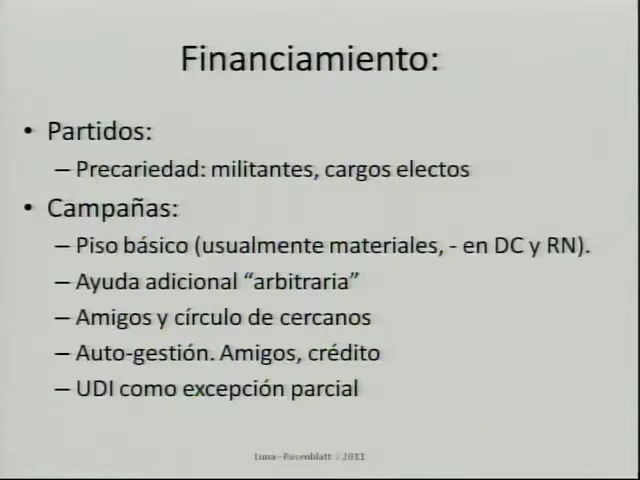 Financiamiento:
• Partidos:
– Precariedad: militantes, cargos electos
• Campañas:
– Piso básico (usualmente materiales, - en DC y RN).
– Ayuda adicional “arbitraria”
– Amigos y círculo de cercanos
– Auto-gestión. Amigos, crédito
– UDI como excepción parcial
Luna–Rosenblatt / 2011